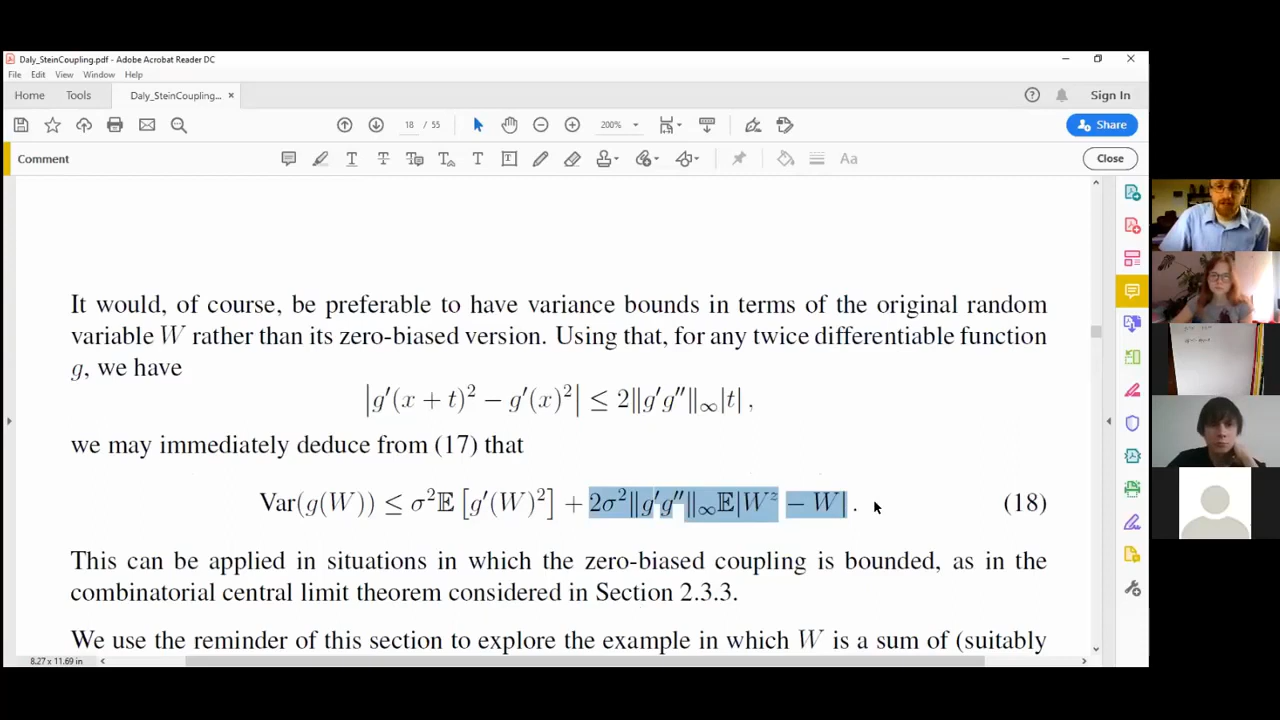 Daly_SteinCoupling.pdf - Adobe Acrobat Reader DC
File Edit View Window Help
Home Tools Daly_SteinCoupling... × Sign In
18 / 55 200% Share
Comment Aa Close
It would, of course, be preferable to have variance bounds in terms of the original random
variable W rather than its zero-biased version. Using that, for any twice differentiable function
g, we have
|g′(x + t)² − g′(x)²| ≤ 2‖g′g″‖∞|t| ,
we may immediately deduce from (17) that
Var(g(W)) ≤ σ²𝔼 [g′(W)²] + 2σ²‖g′g″‖∞𝔼|Wᶻ − W| . (18)
This can be applied in situations in which the zero-biased coupling is bounded, as in the
combinatorial central limit theorem considered in Section 2.3.3.
We use the reminder of this section to explore the example in which W is a sum of (suitably
8.27 x 11.69 in